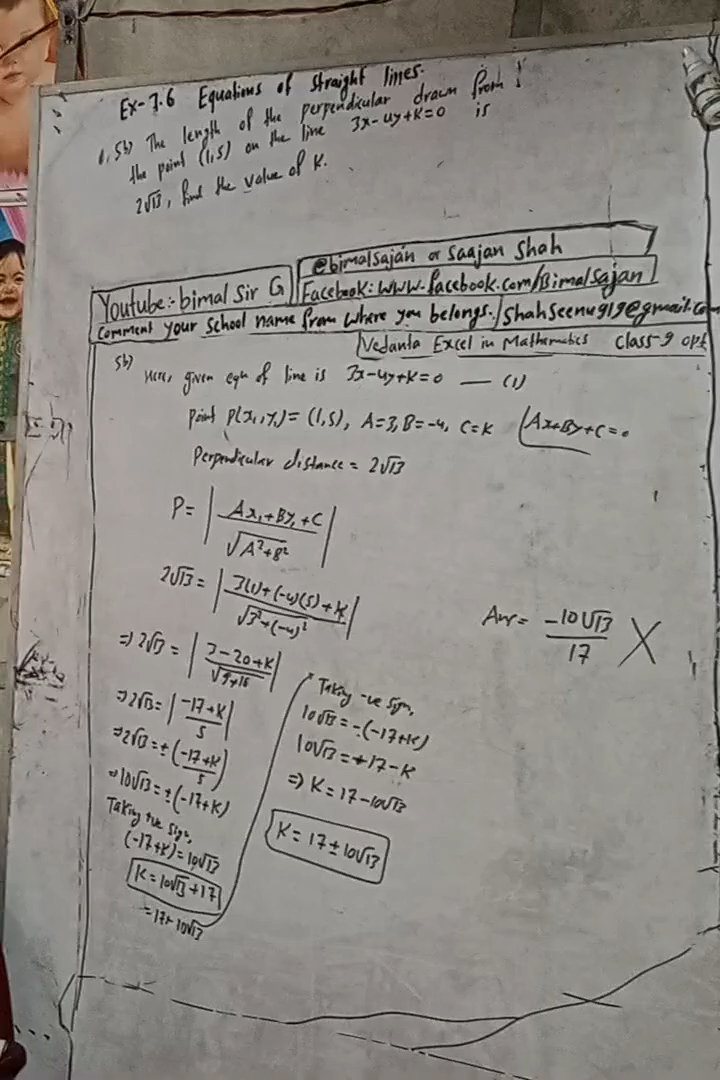 Ex-7.6 Equations of straight lines.
Q.5b) The length of the perpendicular drawn from
the point (1,5) on the line 3x-4y+K=0 is
2√13, find the value of K.
Youtube:- bimal Sir G
@bimalsajan or Saajan Shah
Facebook: www.facebook.com/Bimalsajan
Comment your School name from where you belongs.
shahseenu919@gmail.com
Vedanta Excel in Mathematics class-9 opt
5b)
Here, given eqn of line is 3x-4y+K=0 — (1)
Point P(x₁,y₁) = (1,5), A=3, B=-4, C=K (Ax+By+C=0
Perpendicular distance = 2√13
P= |Ax₁+By₁+C/√A²+B²|
2√13 = |3(1)+(-4)(5)+K/√3²+(-4)²|
⇒ 2√13 = |3-20+K/√9+16|
⇒ 2√13 = |-17+K/5|
⇒ 2√13 = ±(-17+K/5)
⇒ 10√13 = ±(-17+K)
Taking +ve sign,
(-17+K) = 10√13
K = 10√13 + 17
= 17+10√13
Taking -ve sign,
10√13 = -(-17+K)
10√13 = +17-K
⇒ K = 17-10√13
K = 17±10√13
Ans = -10√13/17 X